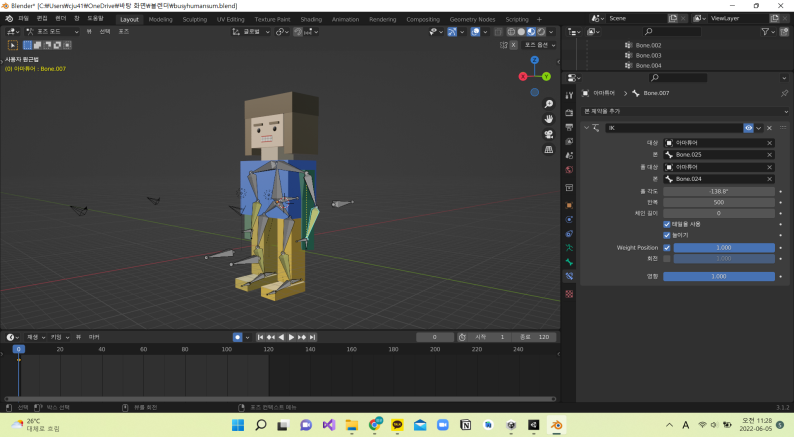 Blender* [C:₩Users₩cju41₩OneDrive₩바탕 화면₩블렌더₩busyhumansum.blend]
파일 편집 렌더 창 도움말 Layout Modeling Sculpting UV Editing Texture Paint Shading Animation Rendering Compositing Geometry Nodes Scripting + Scene ViewLayer
포즈 모드 뷰 선택 포즈 글로벌
포즈 옵션
사용자 원근법
(0) 아마튜어 : Bone.007
Z
X
Y
Bone.002
Bone.003
Bone.004
아마튜어 > Bone.007
본 제약을 추가
IK
대상 아마튜어
본 Bone.025
폴 대상 아마튜어
본 Bone.024
폴 각도 -138.8°
반복 500
체인 길이 0
테일을 사용
늘이기
Weight Position 1.000
회전 1.000
영향 1.000
재생 키잉 뷰 마커 0 시작 1 종료 120
0 20 40 60 80 100 120 140 160 180 200 220 240
선택 박스 선택 뷰를 회전 포즈 컨텍스트 메뉴 3.1.2
26°C
대체로 흐림
A
오전 11:28
2022-06-05